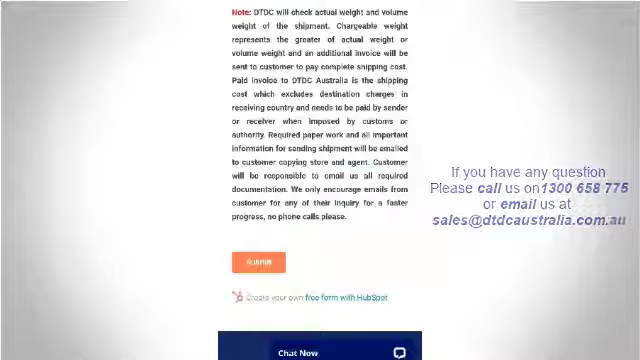 Note: DTDC will check actual weight and volume
weight of the shipment. Chargeable weight
represents the greater of actual weight or
volume weight and an additional invoice will be
sent to customer to pay complete shipping cost.
Paid invoice to DTDC Australia is the shipping
cost which excludes destination charges in
receiving country and needs to be paid by sender
or receiver when imposed by customs or
authority. Required paper work and all important
information for sending shipment will be emailed
to customer copying store and agent. Customer
will be responsible to email us all required
documentation. We only encourage emails from
customer for any of their inquiry for a faster
progress, no phone calls please.
Submit
Create your own free form with HubSpot
Chat Now
If you have any question
Please call us on1300 658 775
or email us at
sales@dtdcaustralia.com.au